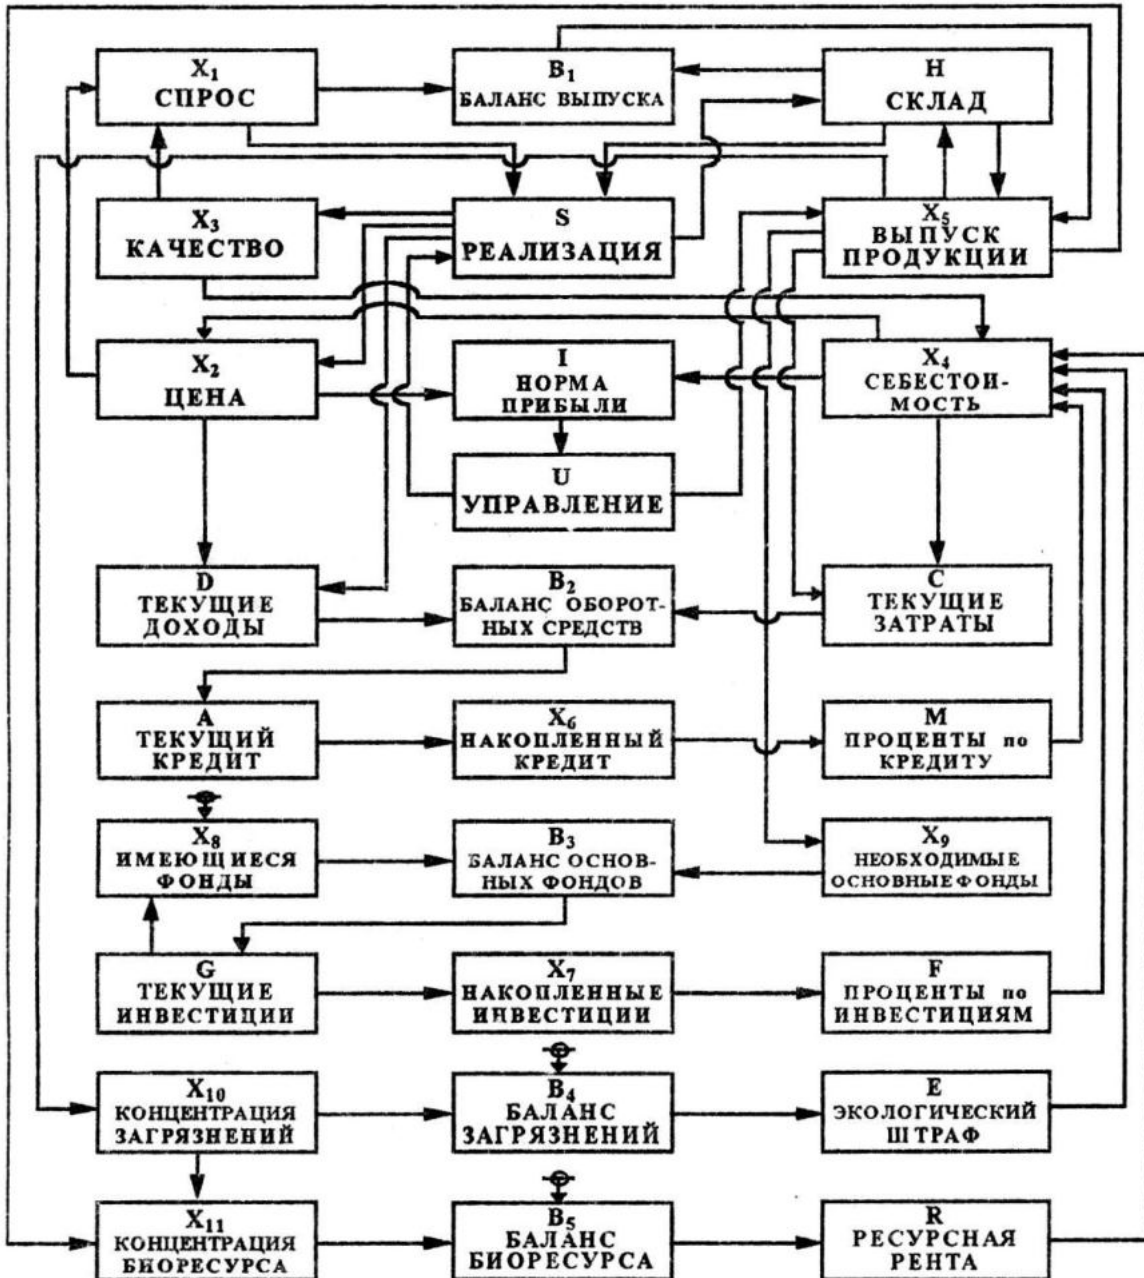 X₁
СПРОС
B₁
БАЛАНС ВЫПУСКА
H
СКЛАД
X₃
КАЧЕСТВО
S
РЕАЛИЗАЦИЯ
X₅
ВЫПУСК
ПРОДУКЦИИ
X₂
ЦЕНА
I
НОРМА
ПРИБЫЛИ
X₄
СЕБЕСТОИ-
МОСТЬ
U
УПРАВЛЕНИЕ
D
ТЕКУЩИЕ
ДОХОДЫ
B₂
БАЛАНС ОБОРОТ-
НЫХ СРЕДСТВ
C
ТЕКУЩИЕ
ЗАТРАТЫ
A
ТЕКУЩИЙ
КРЕДИТ
X₆
НАКОПЛЕННЫЙ
КРЕДИТ
M
ПРОЦЕНТЫ по
КРЕДИТУ
X₈
ИМЕЮЩИЕСЯ
ФОНДЫ
B₃
БАЛАНС ОСНОВ-
НЫХ ФОНДОВ
X₉
НЕОБХОДИМЫЕ
ОСНОВНЫЕ ФОНДЫ
G
ТЕКУЩИЕ
ИНВЕСТИЦИИ
X₇
НАКОПЛЕННЫЕ
ИНВЕСТИЦИИ
F
ПРОЦЕНТЫ по
ИНВЕСТИЦИЯМ
X₁₀
КОНЦЕНТРАЦИЯ
ЗАГРЯЗНЕНИЙ
B₄
БАЛАНС
ЗАГРЯЗНЕНИЙ
E
ЭКОЛОГИЧЕСКИЙ
ШТРАФ
X₁₁
КОНЦЕНТРАЦИЯ
БИОРЕСУРСА
B₅
БАЛАНС
БИОРЕСУРСА
R
РЕСУРСНАЯ
РЕНТА